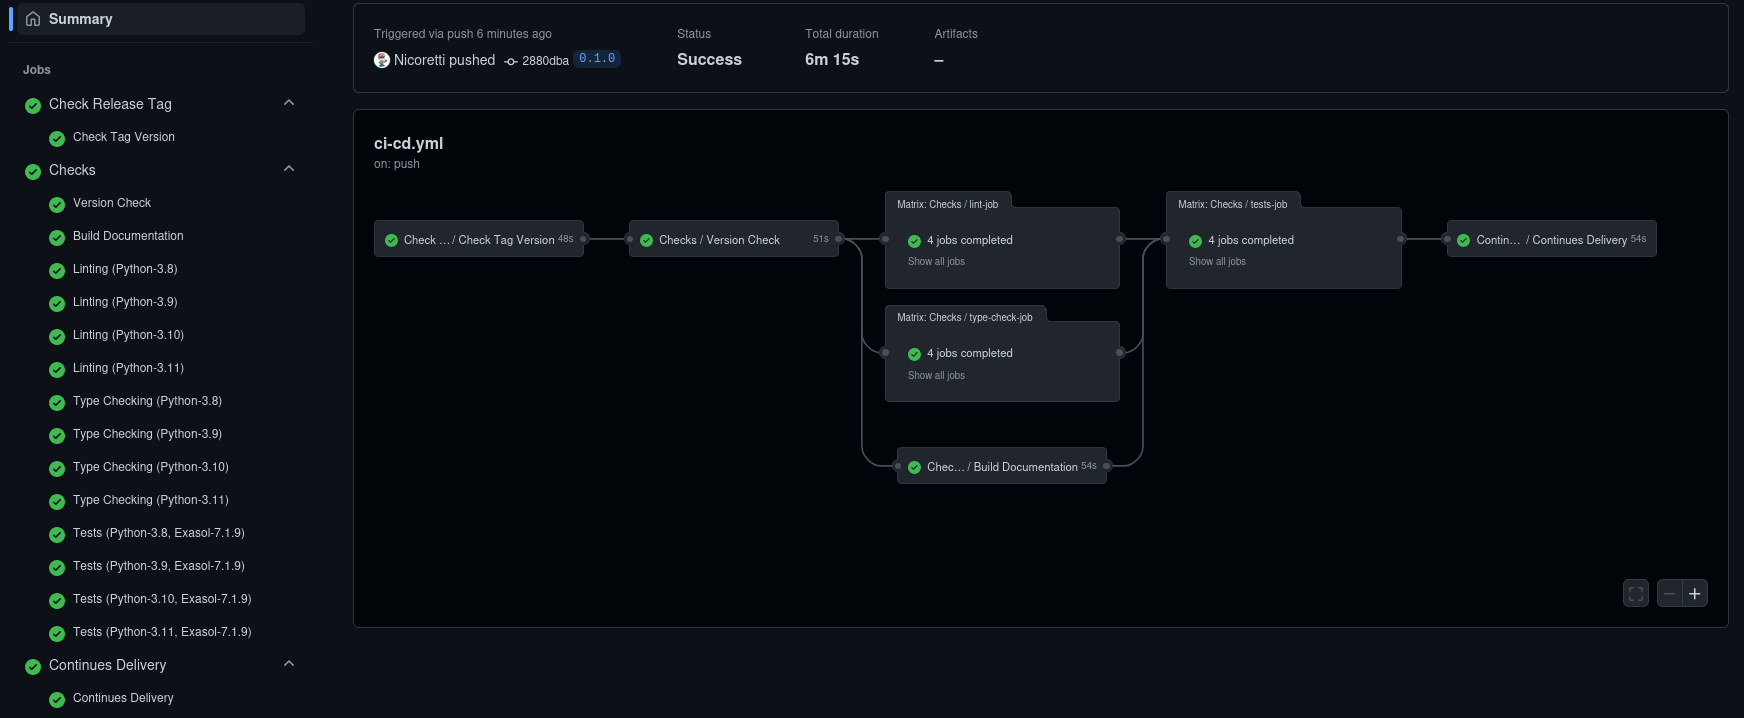 Summary
Jobs
Check Release Tag
Check Tag Version
Checks
Version Check
Build Documentation
Linting (Python-3.8)
Linting (Python-3.9)
Linting (Python-3.10)
Linting (Python-3.11)
Type Checking (Python-3.8)
Type Checking (Python-3.9)
Type Checking (Python-3.10)
Type Checking (Python-3.11)
Tests (Python-3.8, Exasol-7.1.9)
Tests (Python-3.9, Exasol-7.1.9)
Tests (Python-3.10, Exasol-7.1.9)
Tests (Python-3.11, Exasol-7.1.9)
Continues Delivery
Continues Delivery
Triggered via push 6 minutes ago
Nicoretti pushed 2880dba 0.1.0
Status
Success
Total duration
6m 15s
Artifacts
–
ci-cd.yml
on: push
Check ... / Check Tag Version 48s
Checks / Version Check 51s
Matrix: Checks / lint-job
4 jobs completed
Show all jobs
Matrix: Checks / type-check-job
4 jobs completed
Show all jobs
Chec... / Build Documentation 54s
Matrix: Checks / tests-job
4 jobs completed
Show all jobs
Contin... / Continues Delivery 54s